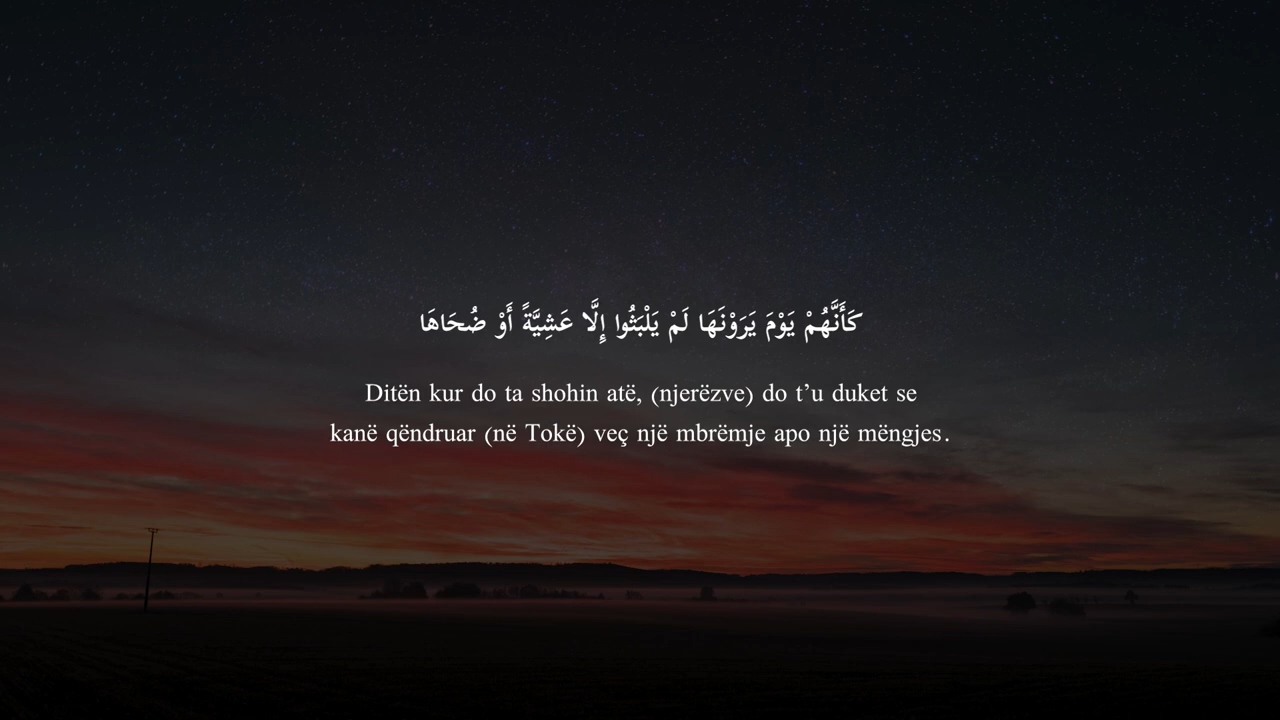 كَأَنَّهُمْ يَوْمَ يَرَوْنَهَا لَمْ يَلْبَثُوا إِلَّا عَشِيَّةً أَوْ ضُحَاهَا
Ditën kur do ta shohin atë, (njerëzve) do t’u duket se
kanë qëndruar (në Tokë) veç një mbrëmje apo një mëngjes.